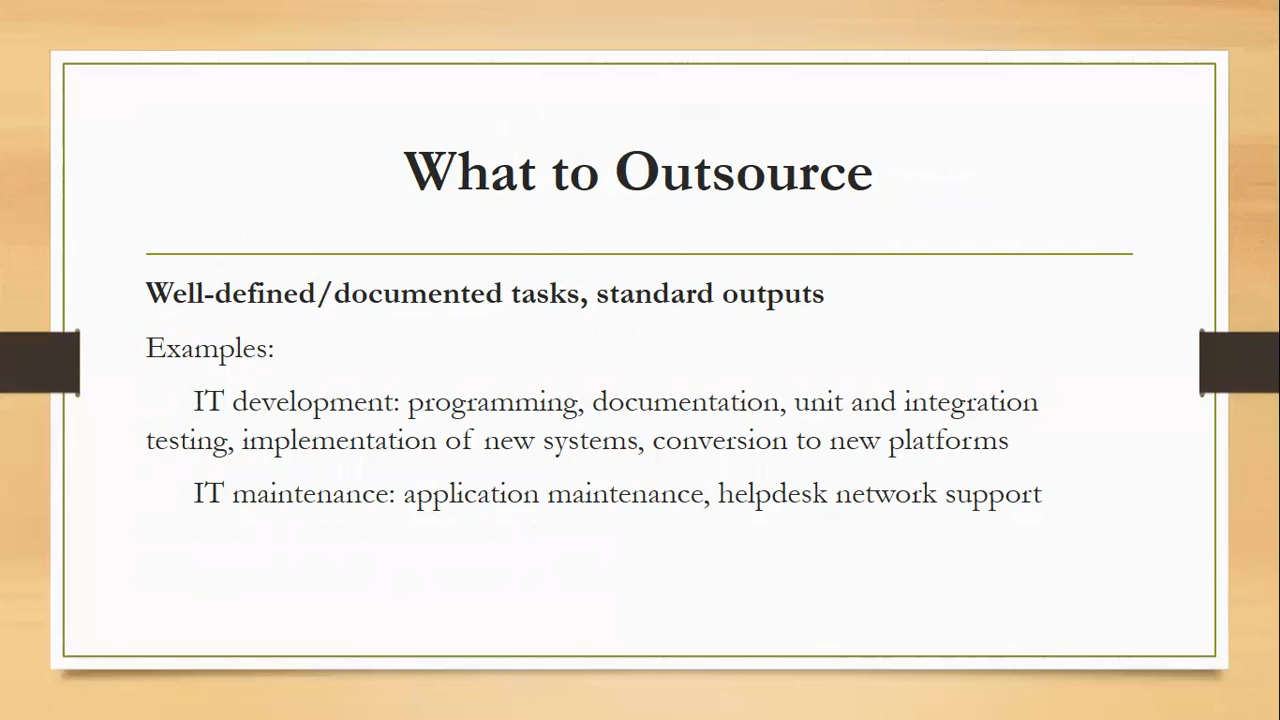 What to Outsource
Well-defined/documented tasks, standard outputs
Examples:
IT development: programming, documentation, unit and integration
testing, implementation of new systems, conversion to new platforms
IT maintenance: application maintenance, helpdesk network support